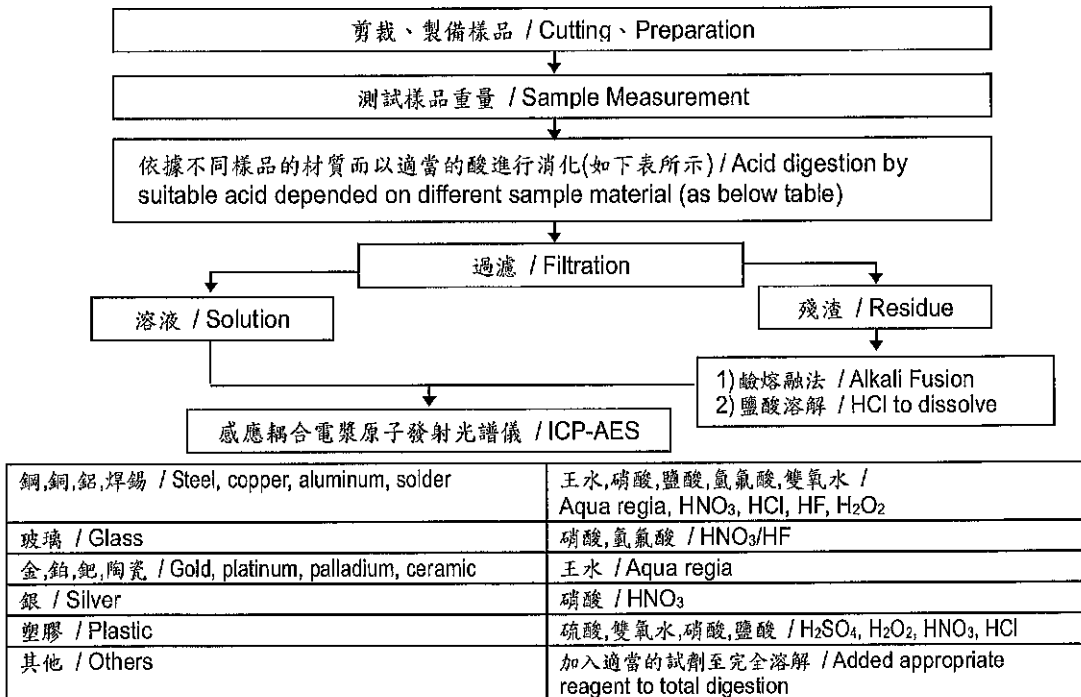 剪裁、製備樣品 / Cutting、Preparation
測試樣品重量 / Sample Measurement
依據不同樣品的材質而以適當的酸進行消化(如下表所示) / Acid digestion by
suitable acid depended on different sample material (as below table)
過濾 / Filtration
溶液 / Solution
殘渣 / Residue
1)鹼熔融法 / Alkali Fusion
2)鹽酸溶解 / HCl to dissolve
感應耦合電漿原子發射光譜儀 / ICP-AES
鋼,銅,鋁,焊錫 / Steel, copper, aluminum, solder
王水,硝酸,鹽酸,氫氟酸,雙氧水 /
Aqua regia, HNO₃, HCl, HF, H₂O₂
玻璃 / Glass
硝酸,氫氟酸 / HNO₃/HF
金,鉑,鈀,陶瓷 / Gold, platinum, palladium, ceramic
王水 / Aqua regia
銀 / Silver
硝酸 / HNO₃
塑膠 / Plastic
硫酸,雙氧水,硝酸,鹽酸 / H₂SO₄, H₂O₂, HNO₃, HCl
其他 / Others
加入適當的試劑至完全溶解 / Added appropriate
reagent to total digestion